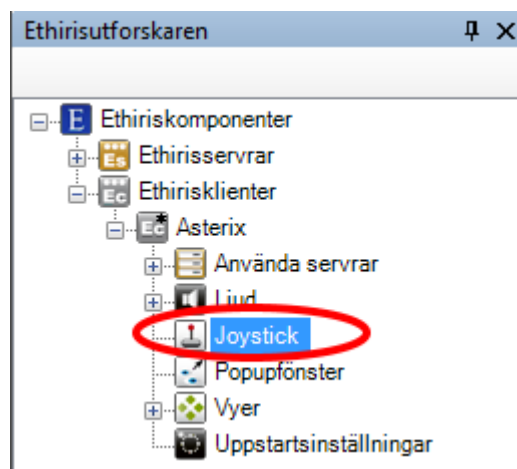 Ethirisutforskaren
Ethiriskomponenter
Ethirisservrar
Ethirisklienter
Asterix
Använda servrar
Ljud
Joystick
Popupfönster
Vyer
Uppstartsinställningar